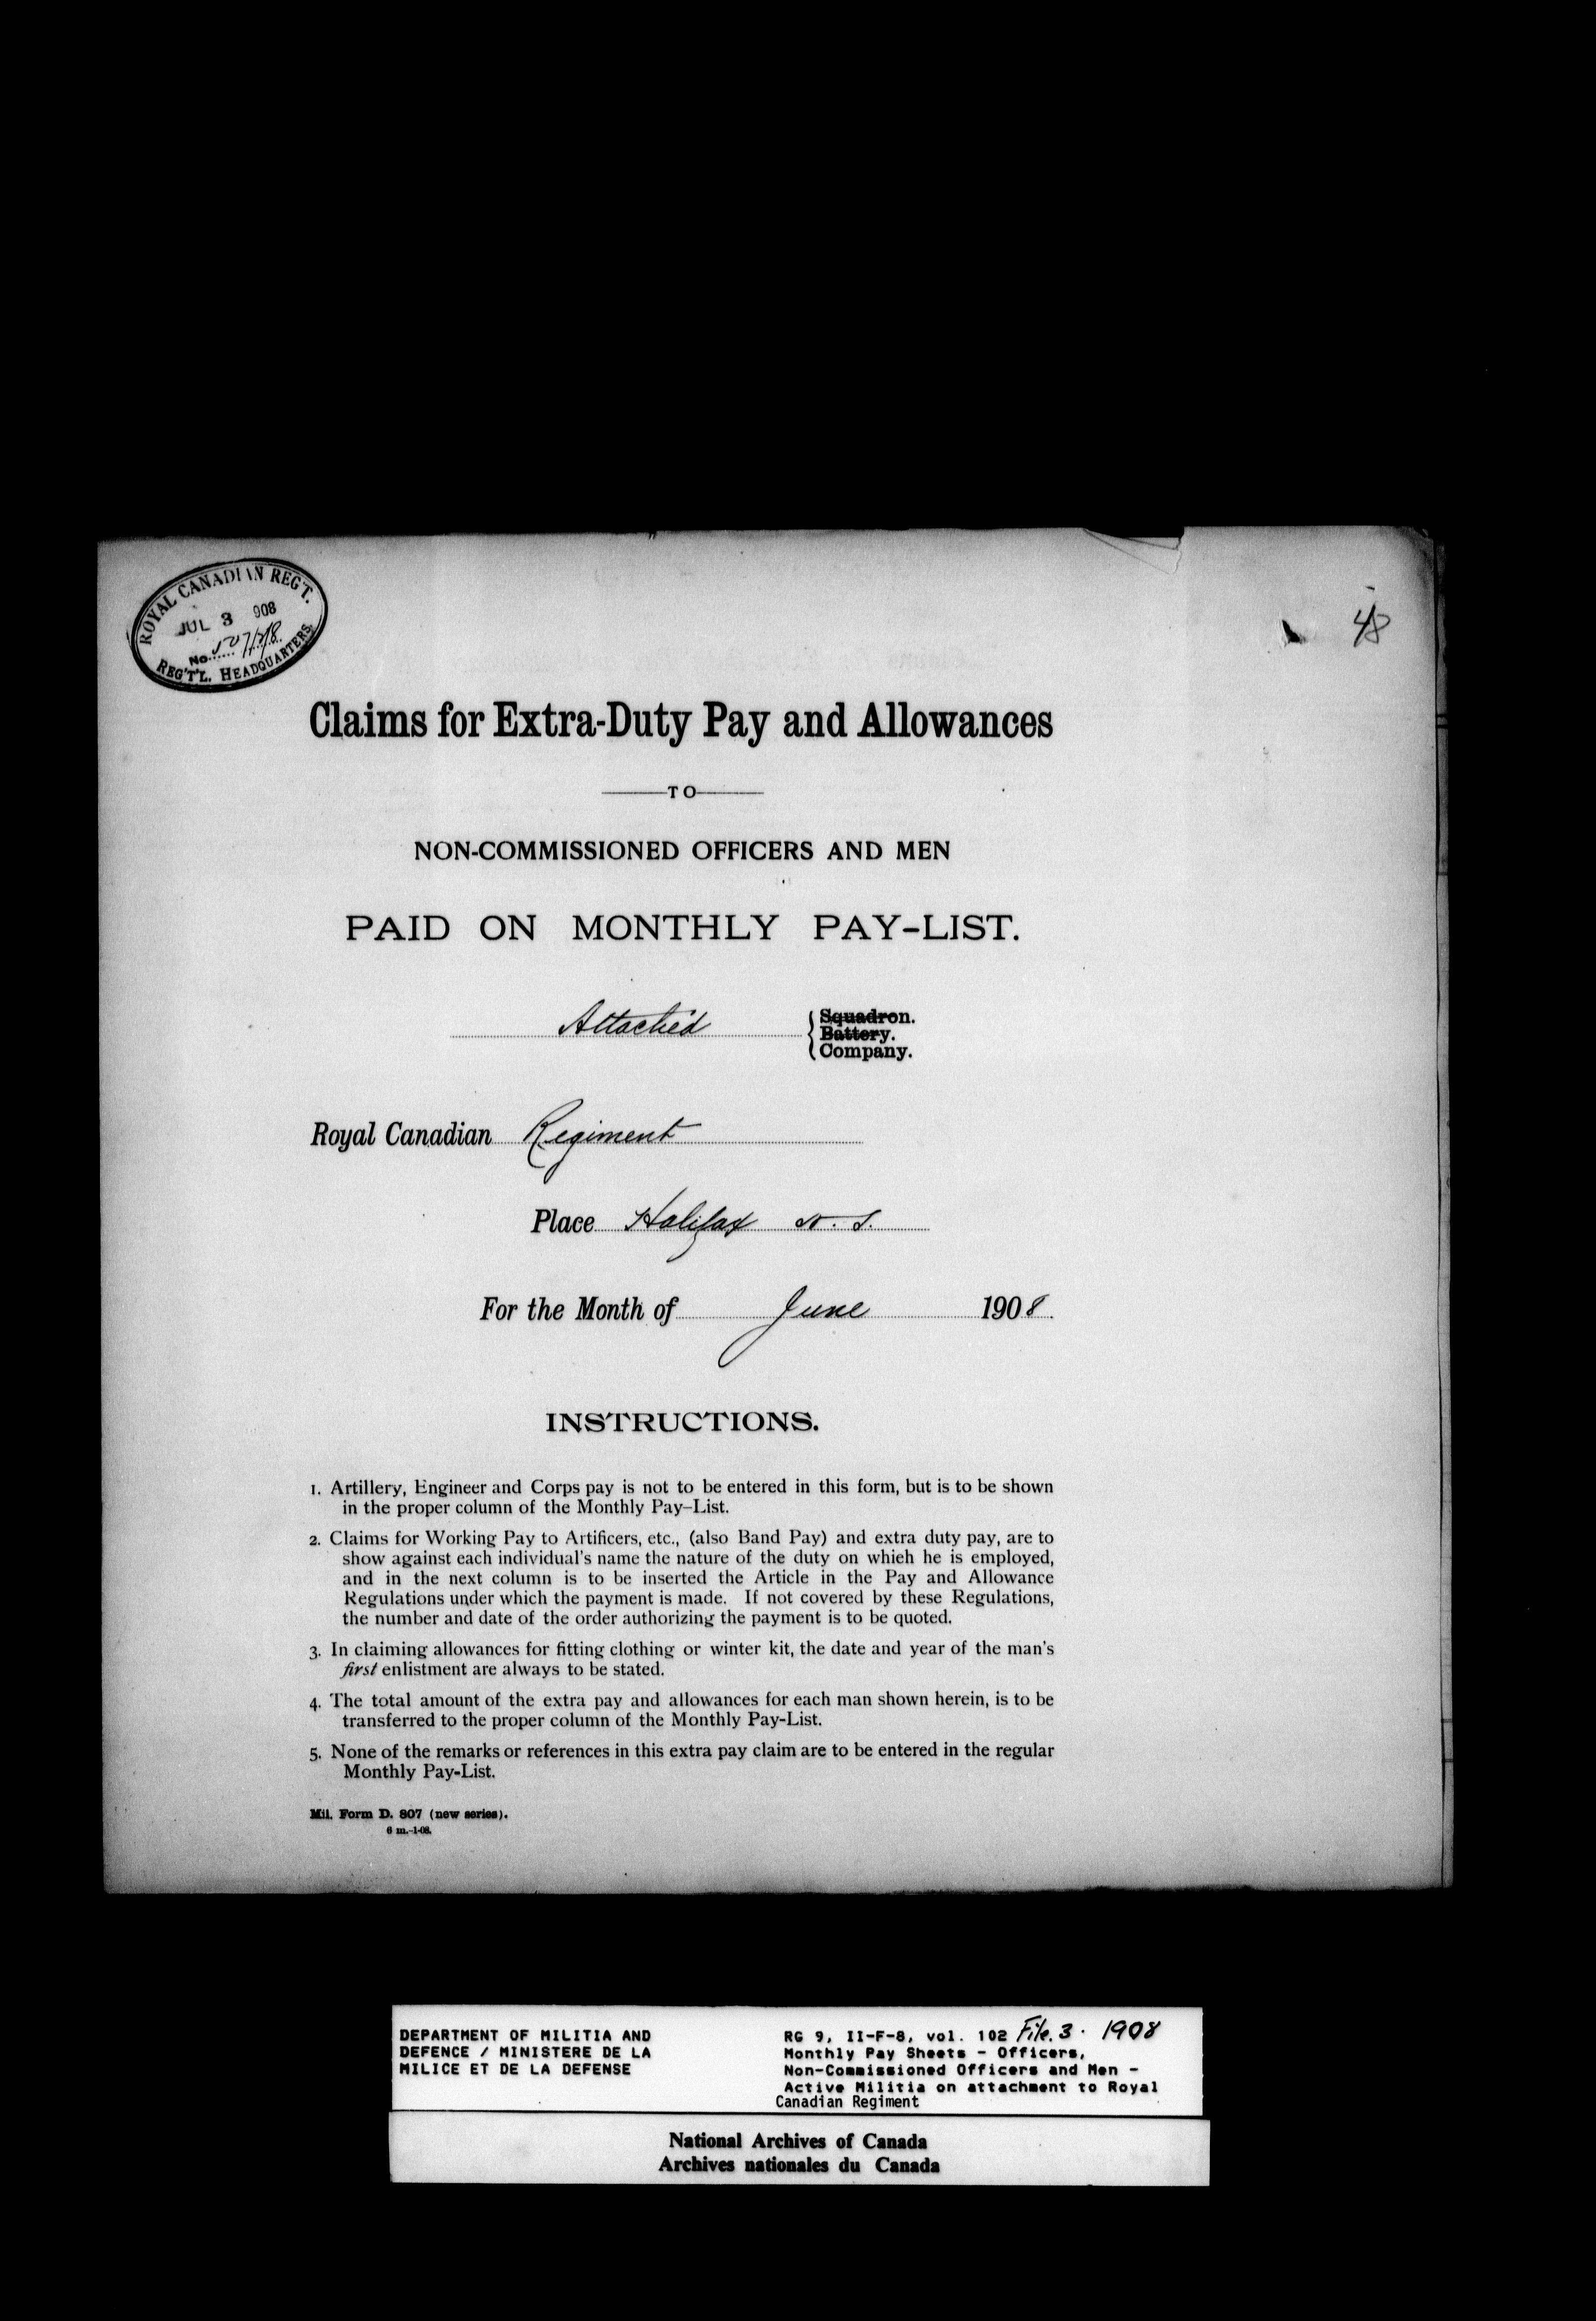 ROYAL CANADIAN REG'T.
JUL 3 908
No.
REG'T'L. HEADQUARTERS
48
Claims for Extra-Duty Pay and Allowances
TO
NON-COMMISSIONED OFFICERS AND MEN
PAID ON MONTHLY PAY-LIST.
Attached
Squadron.
Battery.
Company.
Royal Canadian Regiment
Place Halifax N. S.
For the Month of June 1908.
INSTRUCTIONS.
1. Artillery, Engineer and Corps pay is not to be entered in this form, but is to be shown
in the proper column of the Monthly Pay-List.
2. Claims for Working Pay to Artificers, etc., (also Band Pay) and extra duty pay, are to
show against each individual's name the nature of the duty on which he is employed,
and in the next column is to be inserted the Article in the Pay and Allowance
Regulations under which the payment is made. If not covered by these Regulations,
the number and date of the order authorizing the payment is to be quoted.
3. In claiming allowances for fitting clothing or winter kit, the date and year of the man's
first enlistment are always to be stated.
4. The total amount of the extra pay and allowances for each man shown herein, is to be
transferred to the proper column of the Monthly Pay-List.
5. None of the remarks or references in this extra pay claim are to be entered in the regular
Monthly Pay-List.
Mil. Form D. 807 (new series).
6 m.-1-08.
DEPARTMENT OF MILITIA AND
DEFENCE / MINISTERE DE LA
MILICE ET DE LA DEFENSE
RG 9, II-F-8, vol. 102 File. 3. 1908
Monthly Pay Sheets - Officers,
Non-Commissioned Officers and Men -
Active Militia on attachment to Royal
Canadian Regiment
National Archives of Canada
Archives nationales du Canada